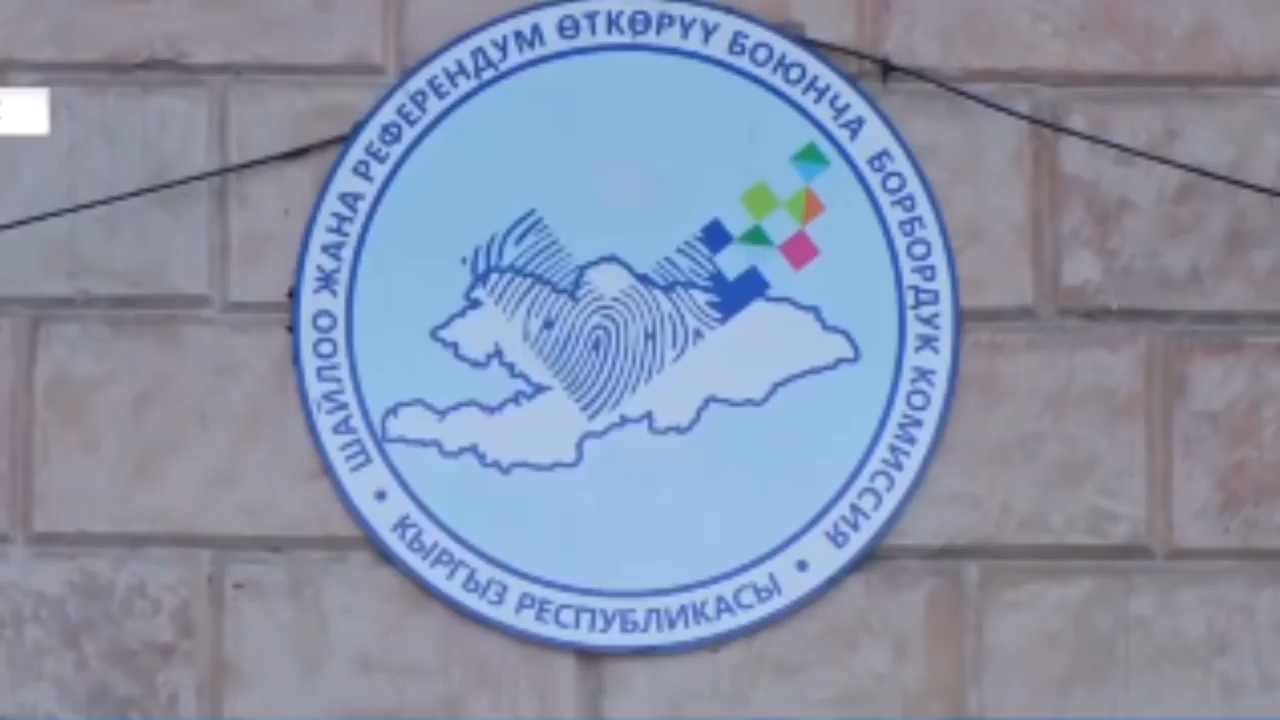 ШАЙЛОО ЖАНА РЕФЕРЕНДУМ ӨТКӨРҮҮ БОЮНЧА БОРБОРДУК КОМИССИЯ
• КЫРГЫЗ РЕСПУБЛИКАСЫ •